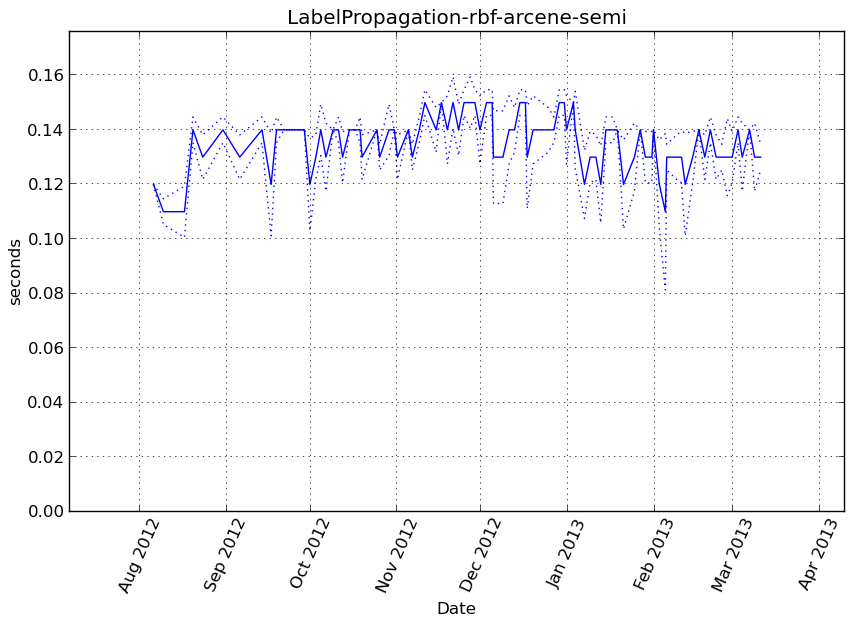 LabelPropagation-rbf-arcene-semi
0.16
0.14
0.12
0.10
0.08
0.06
0.04
0.02
0.00
seconds
Aug 2012
Sep 2012
Oct 2012
Nov 2012
Dec 2012
Jan 2013
Feb 2013
Mar 2013
Apr 2013
Date